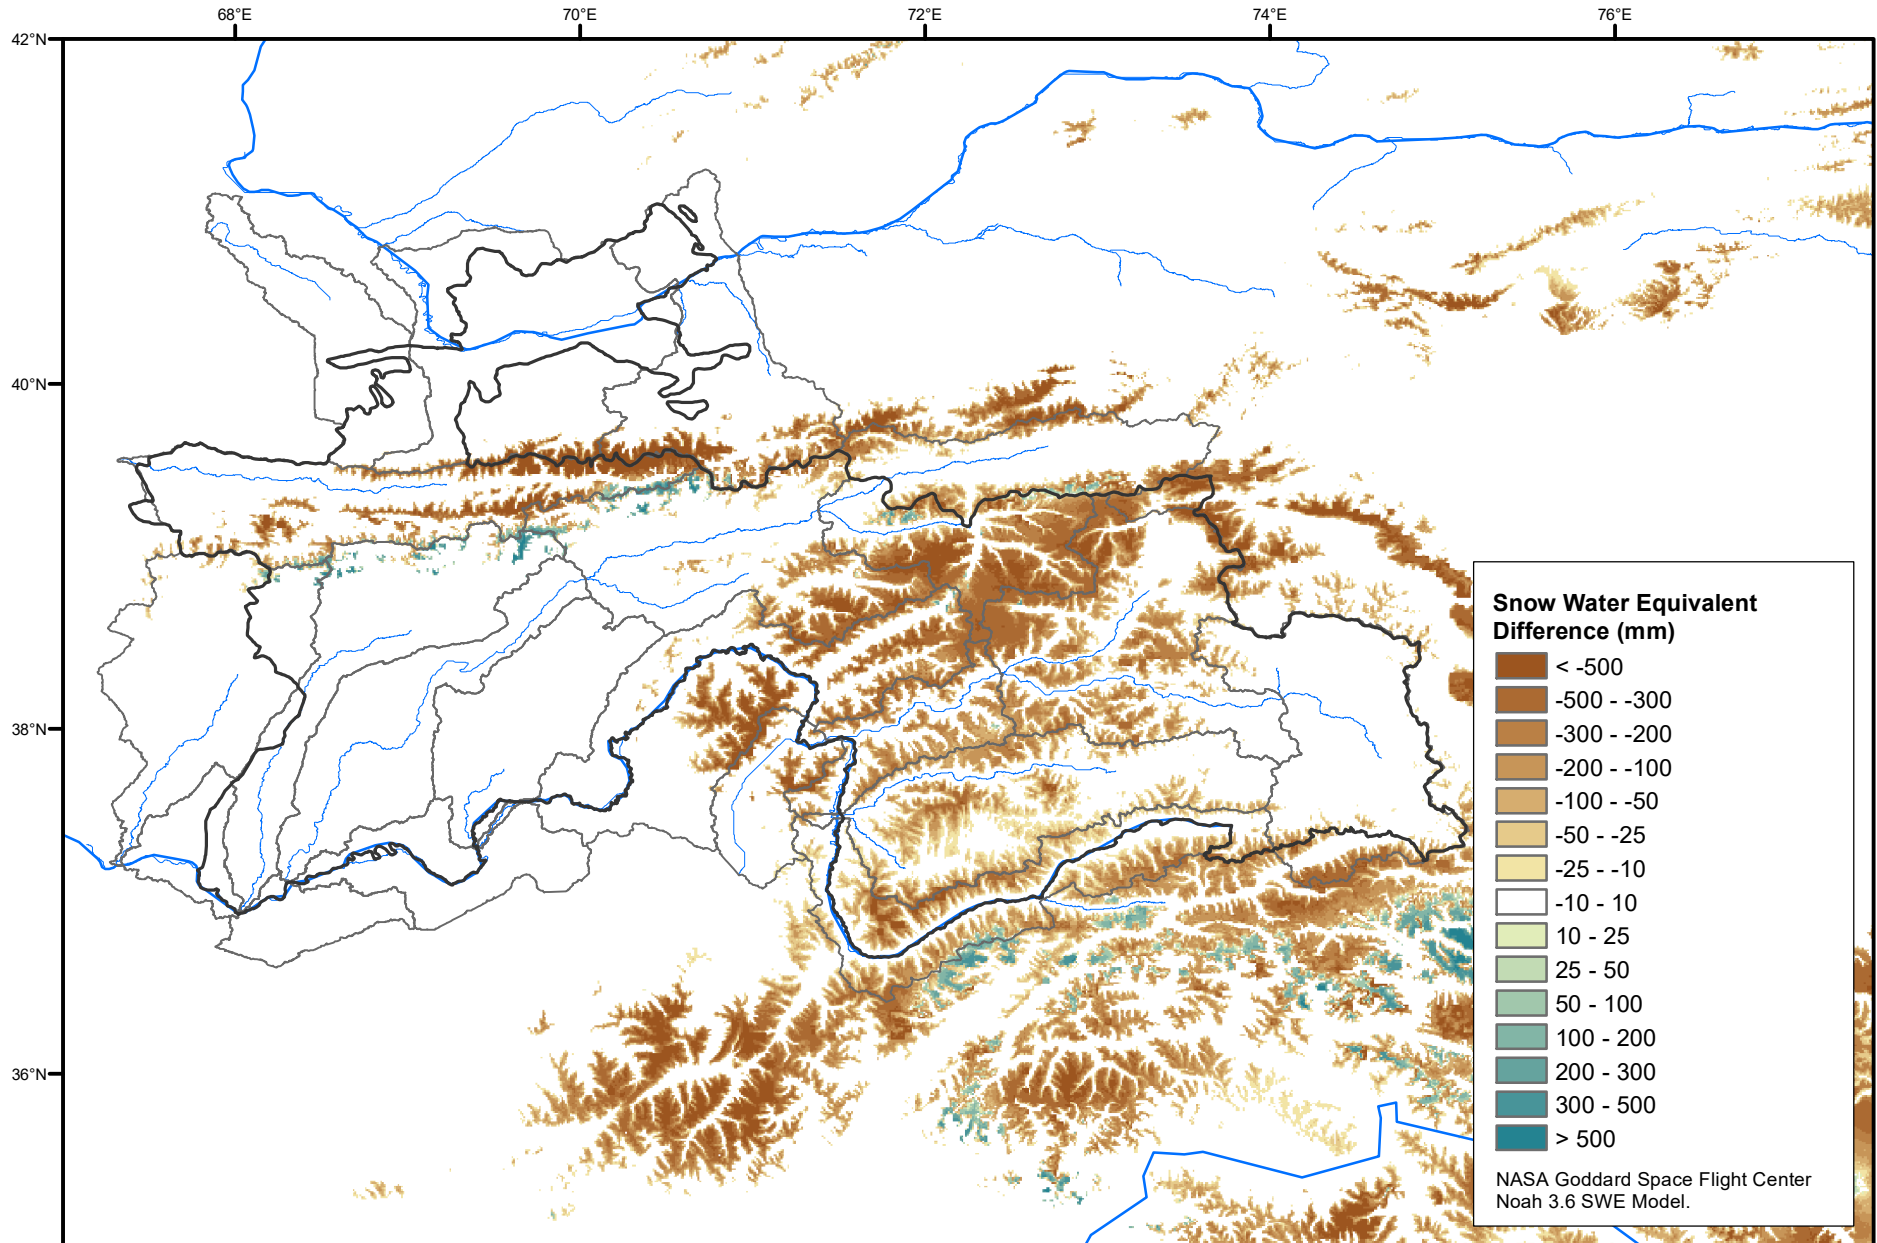 68°E
70°E
72°E
74°E
76°E
42°N
40°N
38°N
36°N
Snow Water Equivalent
Difference (mm)
< -500
-500 - -300
-300 - -200
-200 - -100
-100 - -50
-50 - -25
-25 - -10
-10 - 10
10 - 25
25 - 50
50 - 100
100 - 200
200 - 300
300 - 500
> 500
NASA Goddard Space Flight Center
Noah 3.6 SWE Model.